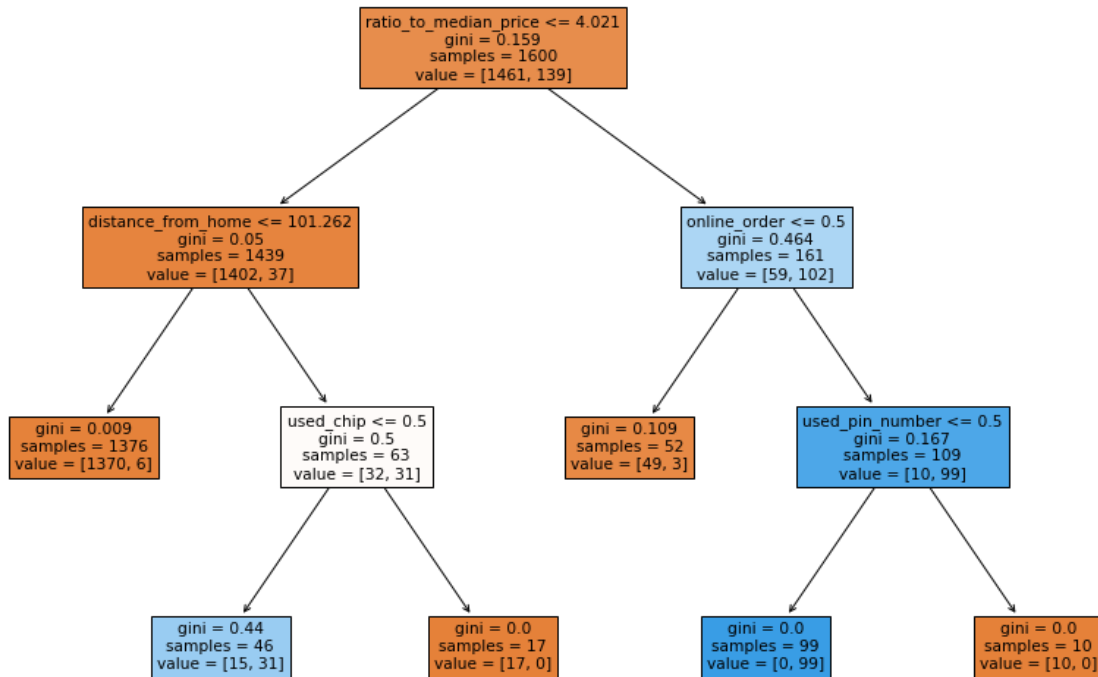 ratio_to_median_price <= 4.021
gini = 0.159
samples = 1600
value = [1461, 139]
distance_from_home <= 101.262
gini = 0.05
samples = 1439
value = [1402, 37]
online_order <= 0.5
gini = 0.464
samples = 161
value = [59, 102]
gini = 0.009
samples = 1376
value = [1370, 6]
used_chip <= 0.5
gini = 0.5
samples = 63
value = [32, 31]
gini = 0.109
samples = 52
value = [49, 3]
used_pin_number <= 0.5
gini = 0.167
samples = 109
value = [10, 99]
gini = 0.44
samples = 46
value = [15, 31]
gini = 0.0
samples = 17
value = [17, 0]
gini = 0.0
samples = 99
value = [0, 99]
gini = 0.0
samples = 10
value = [10, 0]